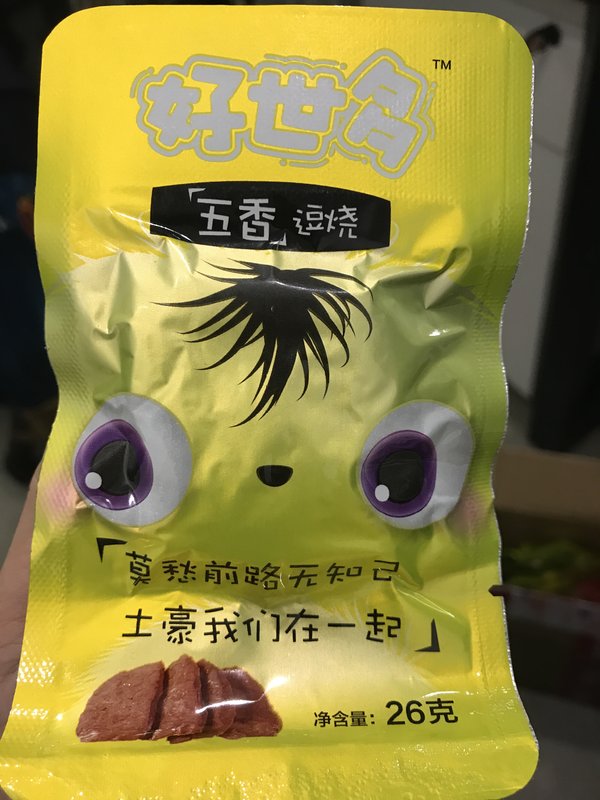 好世名™
「五香」逗烧
「莫愁前路无知己
土豪我们在一起」
净含量：26克